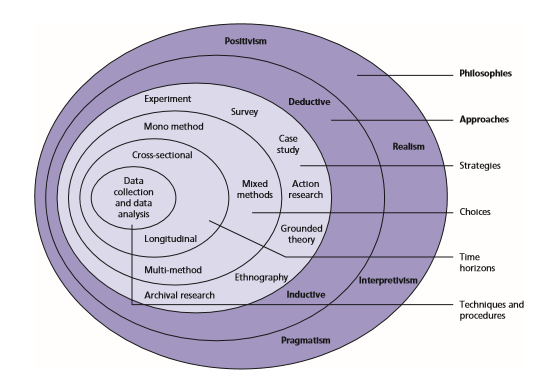 Positivism
Philosophies
Experiment
Deductive
Survey
Approaches
Mono method
Case
study
Realism
Cross-sectional
Strategies
Data
collection
and data
analysis
Mixed
methods
Action
research
Choices
Grounded
theory
Longitudinal
Time
horizons
Multi-method
Ethnography
Interpretivism
Archival research
Inductive
Techniques and
procedures
Pragmatism